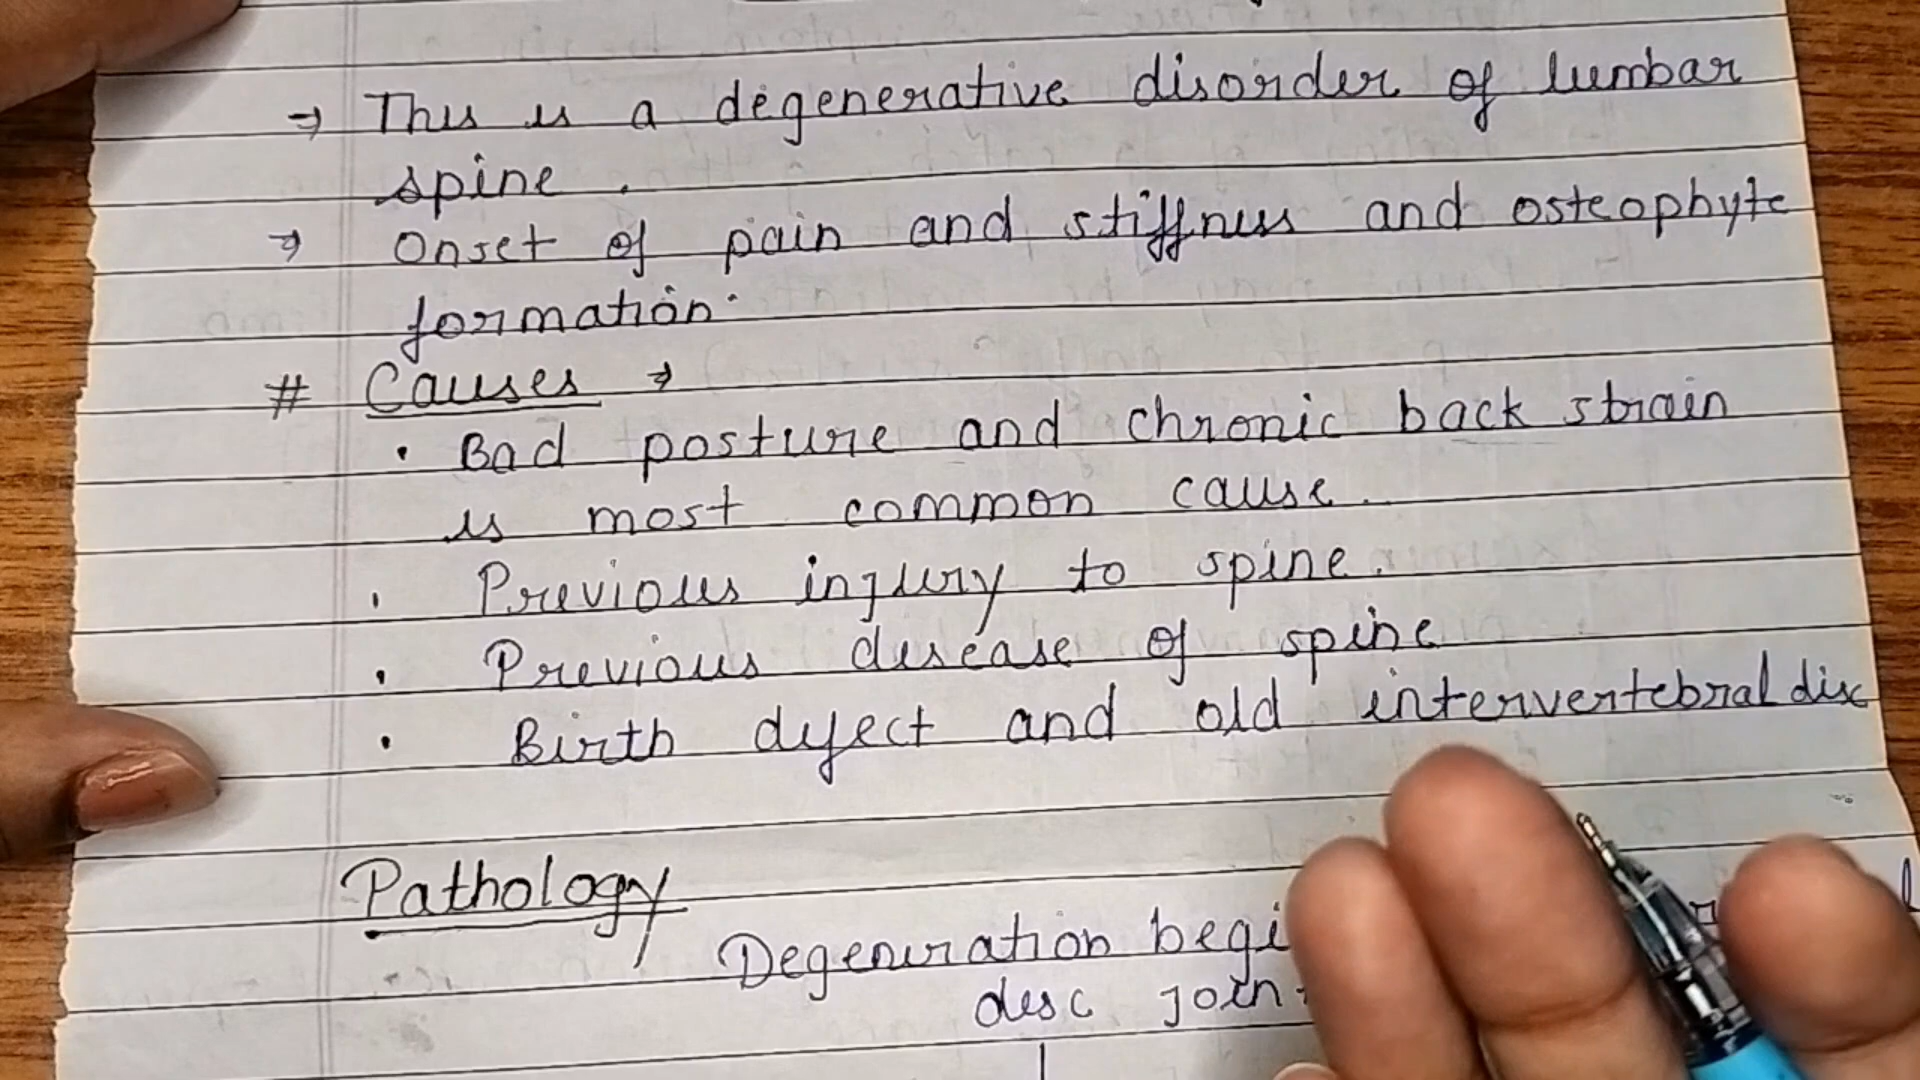 → This is a degenerative disorder of lumbar
spine.
→ Onset of pain and stiffness and osteophyte
formation.
# Causes →
• Bad posture and chronic back strain
is most common cause.
• Previous injury to spine.
• Previous disease of spine
• Birth defect and old intervertebral disc
Pathology
Degeneration
disc